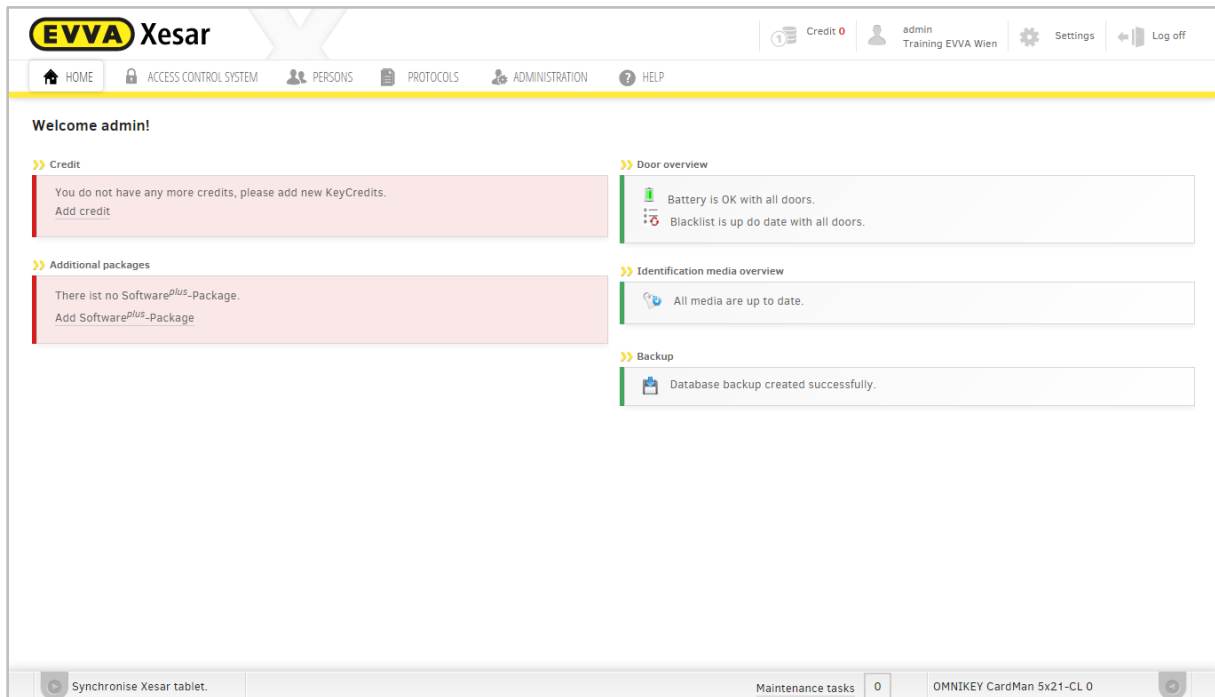 EVVA Xesar
1
Credit 0
admin
Training EVVA Wien
Settings
Log off
HOME
ACCESS CONTROL SYSTEM
PERSONS
PROTOCOLS
ADMINISTRATION
? HELP
Welcome admin!
Credit
You do not have any more credits, please add new KeyCredits.
Add credit
Additional packages
There ist no Softwareplus-Package.
Add Softwareplus-Package
Door overview
Battery is OK with all doors.
Blacklist is up do date with all doors.
Identification media overview
All media are up to date.
Backup
Database backup created successfully.
Synchronise Xesar tablet.
Maintenance tasks 0
OMNIKEY CardMan 5x21-CL 0